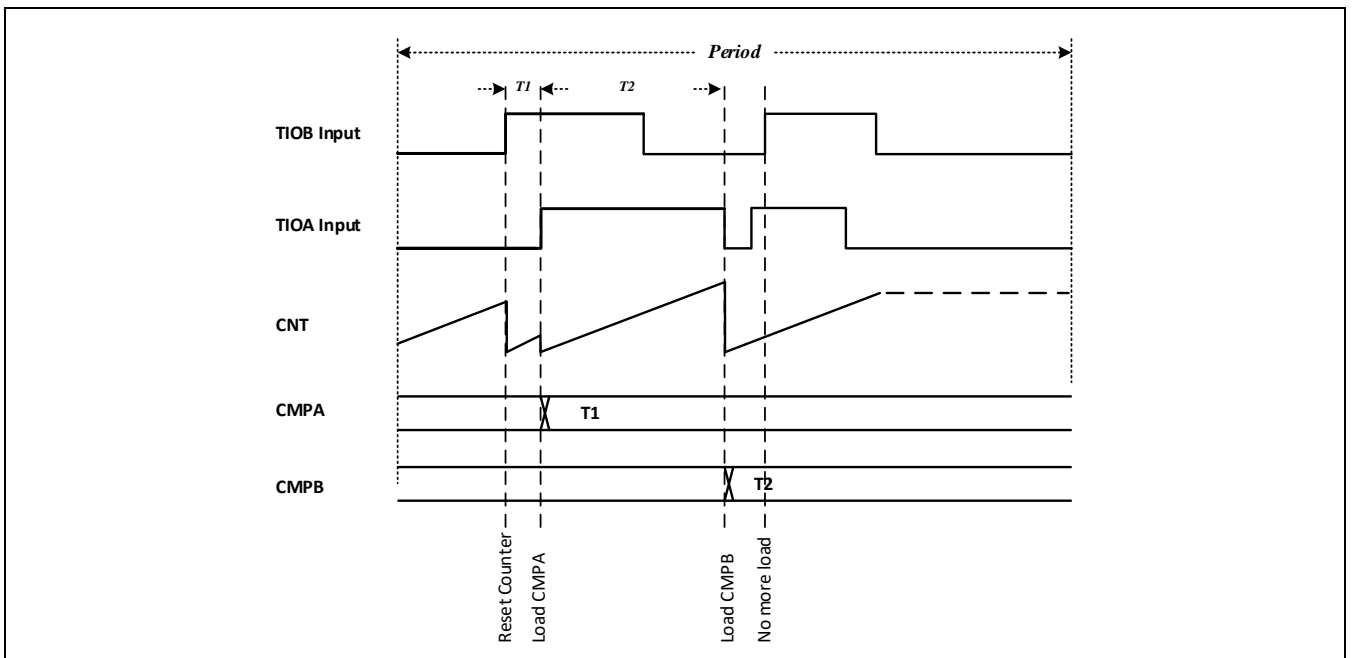 Period
T1
T2
TIOB Input
TIOA Input
CNT
CMPA
T1
CMPB
T2
Reset Counter
Load CMPA
Load CMPB
No more load